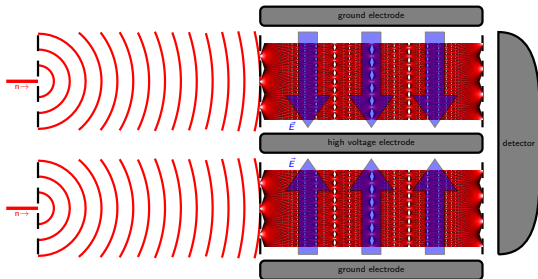 ground electrode
n→
E
high voltage electrode
detector
E
n→
ground electrode